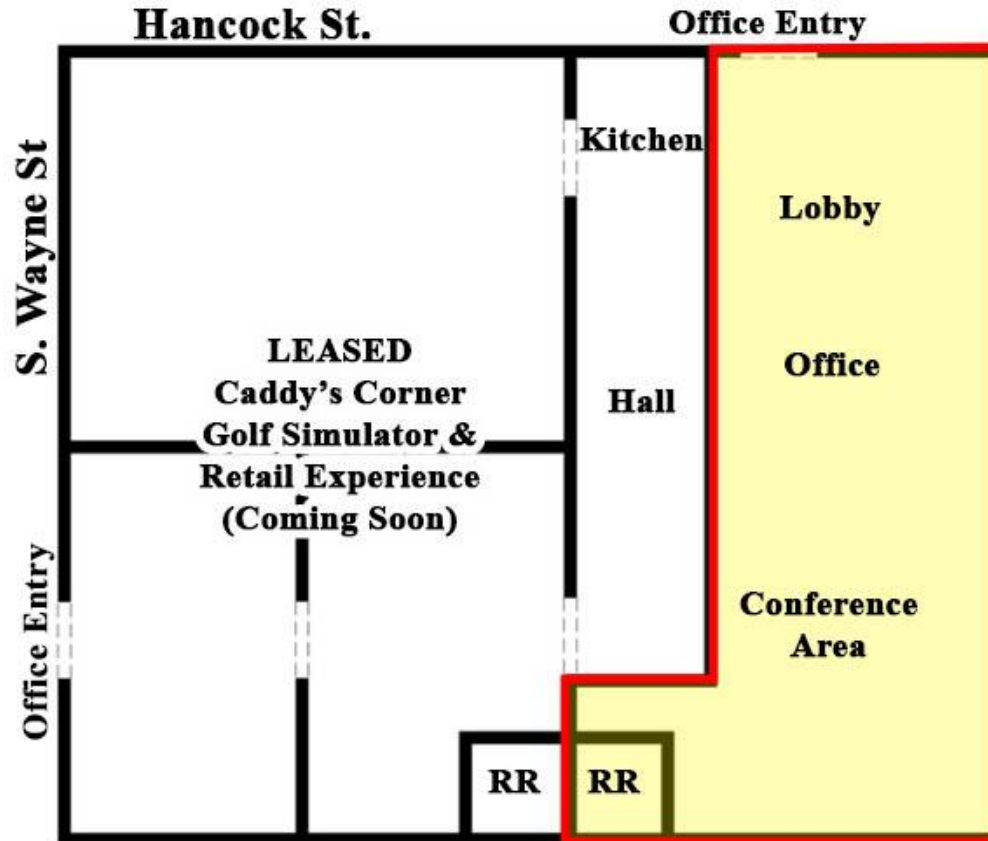 Hancock St.
Office Entry
S. Wayne St
Kitchen
Lobby
LEASED
Caddy’s Corner
Golf Simulator &
Retail Experience
(Coming Soon)
Hall
Office
Office Entry
Conference
Area
RR
RR